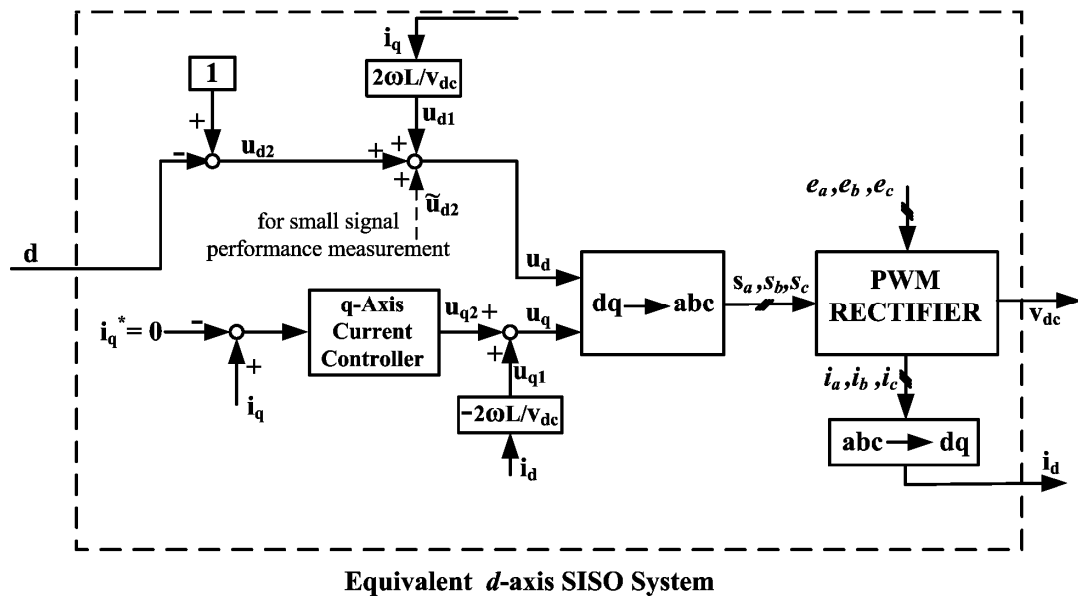 i_q
1
2ωL/v_dc
u_d1
+
+
- u_d2 + +
+ ũ_d2
for small signal
performance measurement
e_a ,e_b ,e_c
d
u_d
dq → abc
s_a ,s_b,s_c
PWM
RECTIFIER
v_dc
i_q* = 0
-
+
i_q
q-Axis
Current
Controller
u_q2 +
u_q
+
u_q1
-2ωL/v_dc
i_d
i_a ,i_b ,i_c
abc → dq
i_d
Equivalent d-axis SISO System